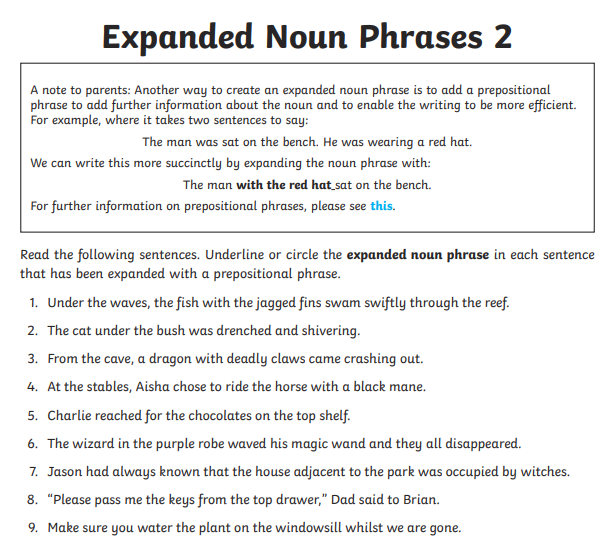 Expanded Noun Phrases 2
A note to parents: Another way to create an expanded noun phrase is to add a prepositional
phrase to add further information about the noun and to enable the writing to be more efficient.
For example, where it takes two sentences to say:
The man was sat on the bench. He was wearing a red hat.
We can write this more succinctly by expanding the noun phrase with:
The man with the red hat sat on the bench.
For further information on prepositional phrases, please see this.
Read the following sentences. Underline or circle the expanded noun phrase in each sentence
that has been expanded with a prepositional phrase.
1. Under the waves, the fish with the jagged fins swam swiftly through the reef.
2. The cat under the bush was drenched and shivering.
3. From the cave, a dragon with deadly claws came crashing out.
4. At the stables, Aisha chose to ride the horse with a black mane.
5. Charlie reached for the chocolates on the top shelf.
6. The wizard in the purple robe waved his magic wand and they all disappeared.
7. Jason had always known that the house adjacent to the park was occupied by witches.
8. “Please pass me the keys from the top drawer,” Dad said to Brian.
9. Make sure you water the plant on the windowsill whilst we are gone.